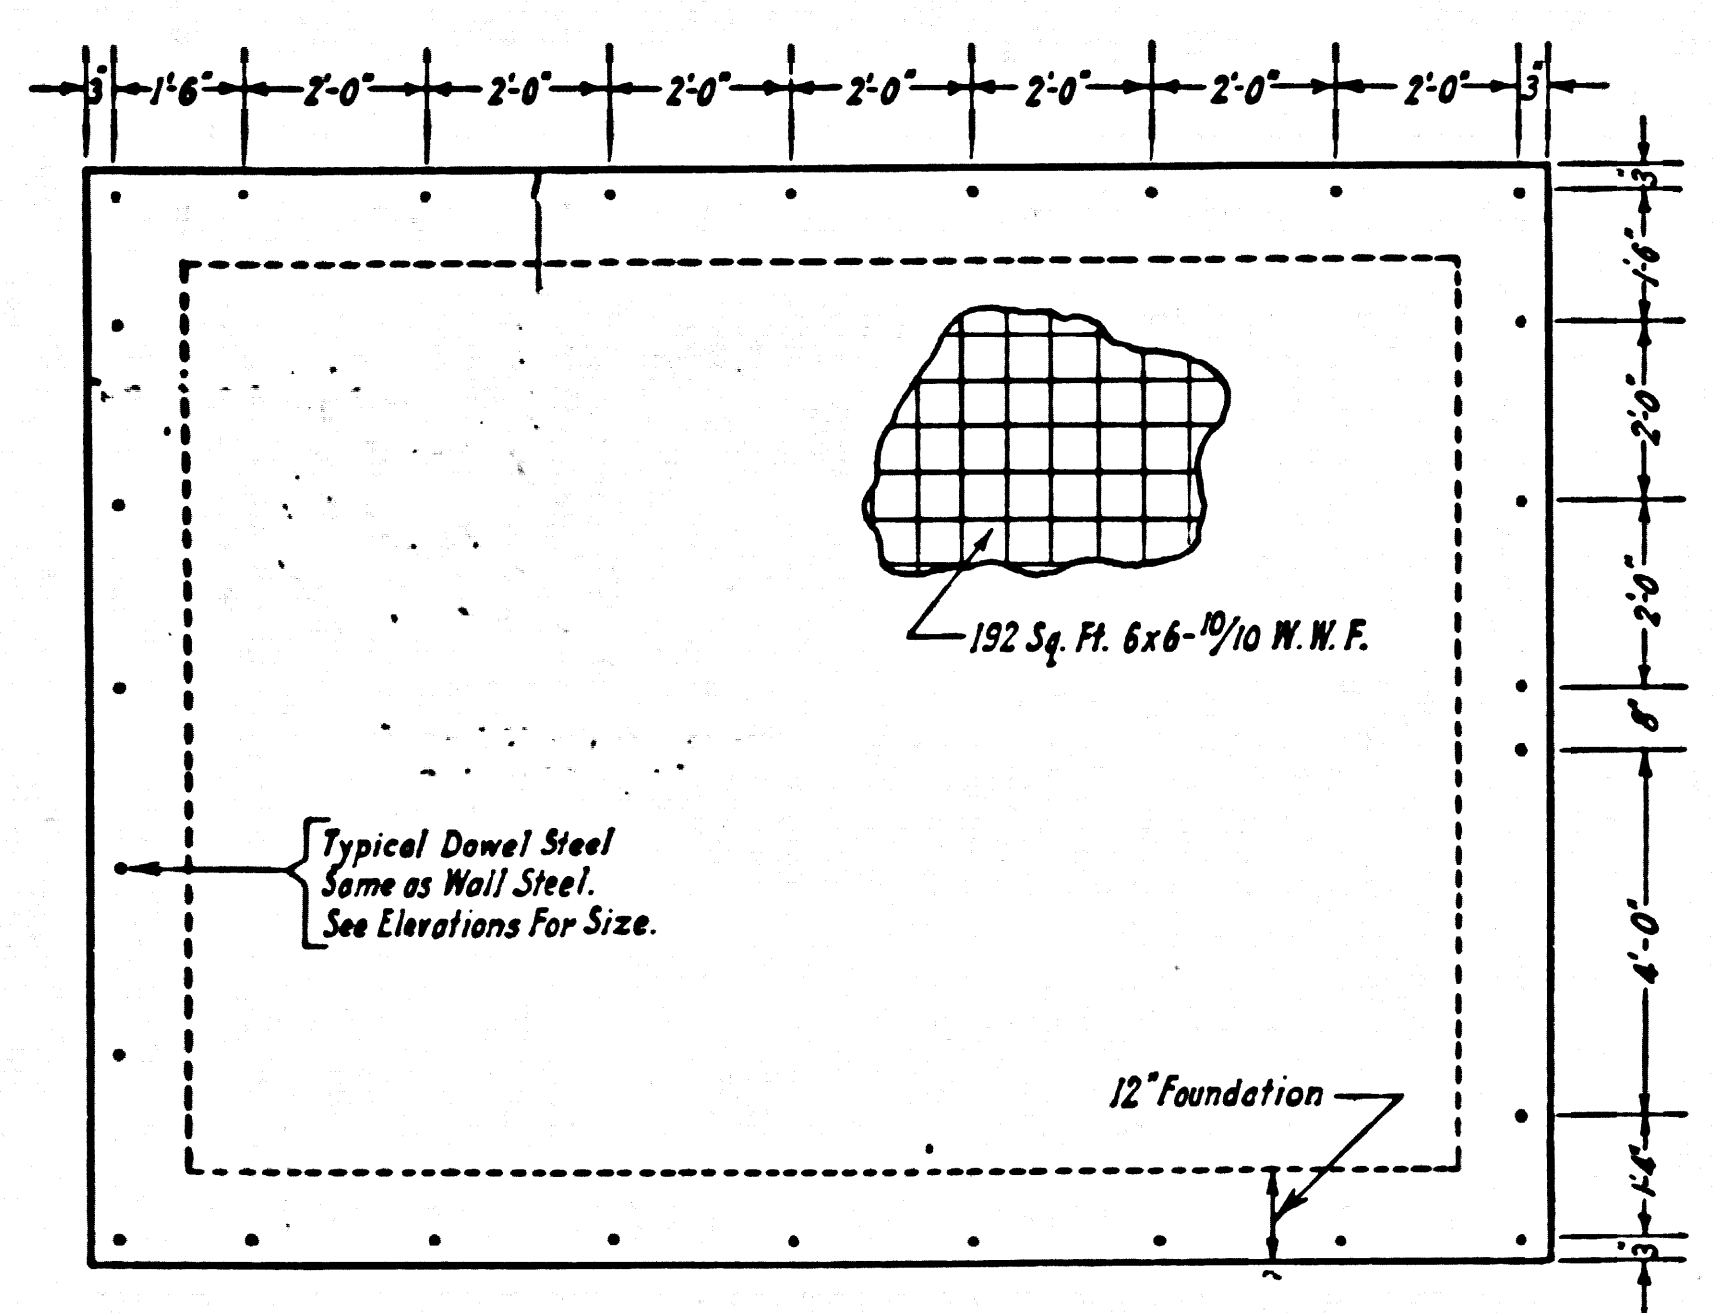 3" 1'-6" 2'-0" 2'-0" 2'-0" 2'-0" 2'-0" 2'-0" 2'-0" 3"
3"
1'-6"
2'-0"
2'-0"
8"
4'-0"
1'-4"
3"
192 Sq. Ft. 6x6-10/10 W.W.F.
Typical Dowel Steel
Same as Wall Steel.
See Elevations For Size.
12" Foundation